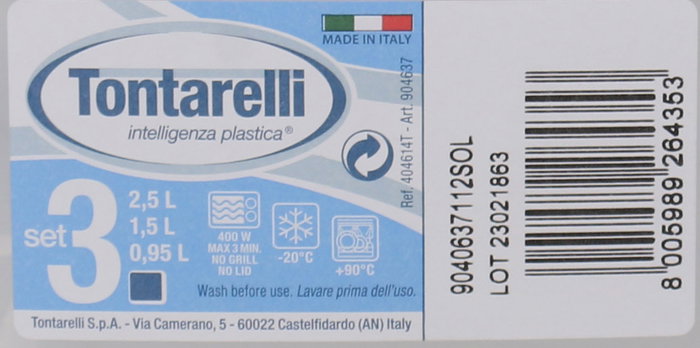 Tontarelli
intelligenza plastica®
MADE IN ITALY
Ref. 404614T - Art. 904637
set 3
2,5 L
1,5 L
0,95 L
400 W
MAX 3 MIN.
NO GRILL
NO LID
-20°C
+90°C
Wash before use. Lavare prima dell'uso.
Tontarelli S.p.A. - Via Camerano, 5 - 60022 Castelfidardo (AN) Italy
9040637112SOL
LOT 23021863
8 005989 264353